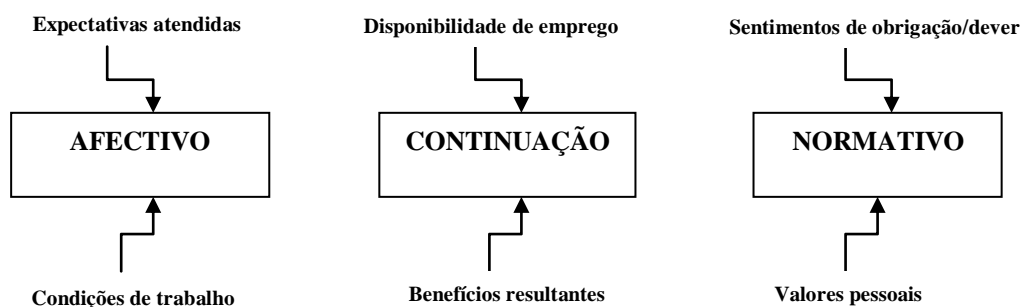 Expectativas atendidas
Disponibilidade de emprego
Sentimentos de obrigação/dever
AFECTIVO
CONTINUAÇÃO
NORMATIVO
Condições de trabalho
Benefícios resultantes
Valores pessoais